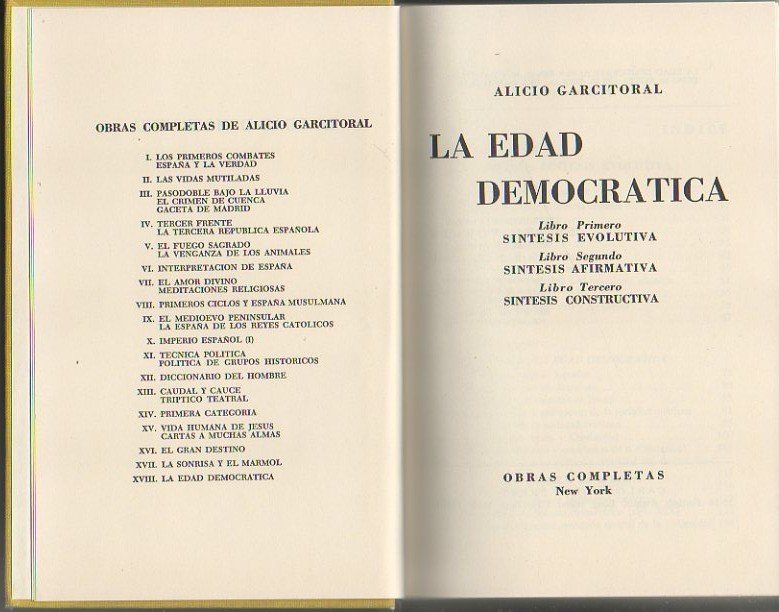 OBRAS COMPLETAS DE ALICIO GARCITORAL
I. LOS PRIMEROS COMBATES
ESPAÑA Y LA VERDAD
II. LAS VIDAS MUTILADAS
III. PASODOBLE BAJO LA LLUVIA
EL CRIMEN DE CUENCA
GACETA DE MADRID
IV. TERCER FRENTE
LA TERCERA REPUBLICA ESPAÑOLA
V. EL FUEGO SAGRADO
LA VENGANZA DE LOS ANIMALES
VI. INTERPRETACION DE ESPAÑA
VII. EL AMOR DIVINO
MEDITACIONES RELIGIOSAS
VIII. PRIMEROS CICLOS Y ESPAÑA MUSULMANA
IX. EL MEDIOEVO PENINSULAR
LA ESPAÑA DE LOS REYES CATOLICOS
X. IMPERIO ESPAÑOL (I)
XI. TECNICA POLITICA
POLITICA DE GRUPOS HISTORICOS
XII. DICCIONARIO DEL HOMBRE
XIII. CAUDAL Y CAUCE
TRIPTICO TEATRAL
XIV. PRIMERA CATEGORIA
XV. VIDA HUMANA DE JESUS
CARTAS A MUCHAS ALMAS
XVI. EL GRAN DESTINO
XVII. LA SONRISA Y EL MARMOL
XVIII. LA EDAD DEMOCRATICA
ALICIO GARCITORAL
LA EDAD
DEMOCRATICA
Libro Primero
SINTESIS EVOLUTIVA
Libro Segundo
SINTESIS AFIRMATIVA
Libro Tercero
SINTESIS CONSTRUCTIVA
OBRAS COMPLETAS
New York